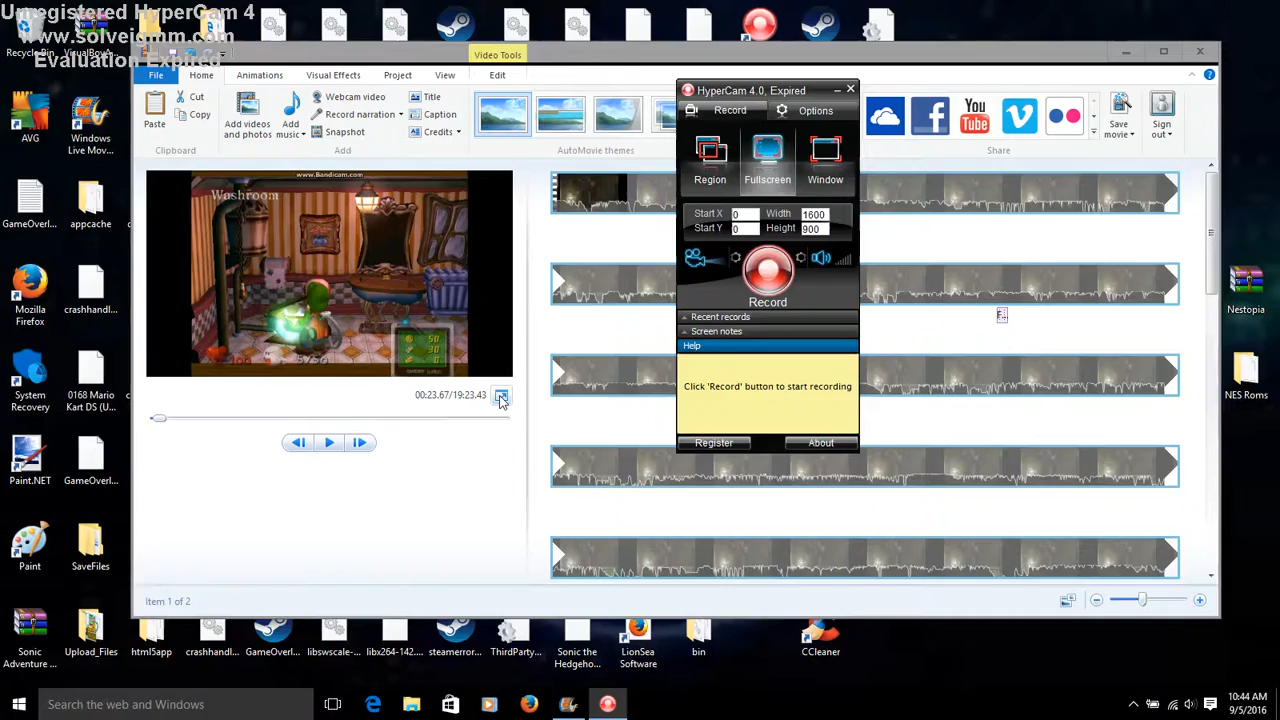 Unregistered HyperCam 4
www.solveigmm.com
Evaluation Expired
Recycle Bin
VisualBoyA...
Video Tools
File
Home
Animations
Visual Effects
Project
View
Edit
Paste
Cut
Copy
Clipboard
Add videos and photos
Add music
Webcam video
Record narration
Snapshot
Title
Caption
Credits
Add
AutoMovie themes
You Tube
Share
Save movie
Sign out
HyperCam 4.0, Expired
Record
Options
Region
Fullscreen
Window
Start X 0 Width 1600
Start Y 0 Height 900
Record
Recent records
Screen notes
Help
Click 'Record' button to start recording
Register
About
www.Bandicam.com
Washroom
00:23.67/19:23.43
Item 1 of 2
AVG
Windows Live Mov...
GameOverl...
appcache
Mozilla Firefox
crashhandl...
System Recovery
0168 Mario Kart DS (U...
Paint.NET
GameOverl...
Paint
SaveFiles
Nestopia
NES Roms
Sonic Adventure ...
Upload_Files
html5app
crashhandl...
GameOverl...
libswscale-...
libx264-142...
steamerror...
ThirdParty...
Sonic the Hedgeho...
LionSea Software
bin
CCleaner
Search the web and Windows
10:44 AM
9/5/2016